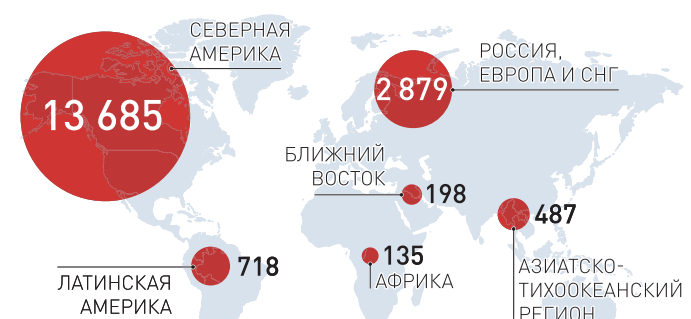 СЕВЕРНАЯ
АМЕРИКА
13 685
РОССИЯ,
ЕВРОПА И СНГ
2 879
БЛИЖНИЙ
ВОСТОК
198
487
АЗИАТСКО-
ТИХООКЕАНСКИЙ
РЕГИОН
718
ЛАТИНСКАЯ
АМЕРИКА
135
АФРИКА